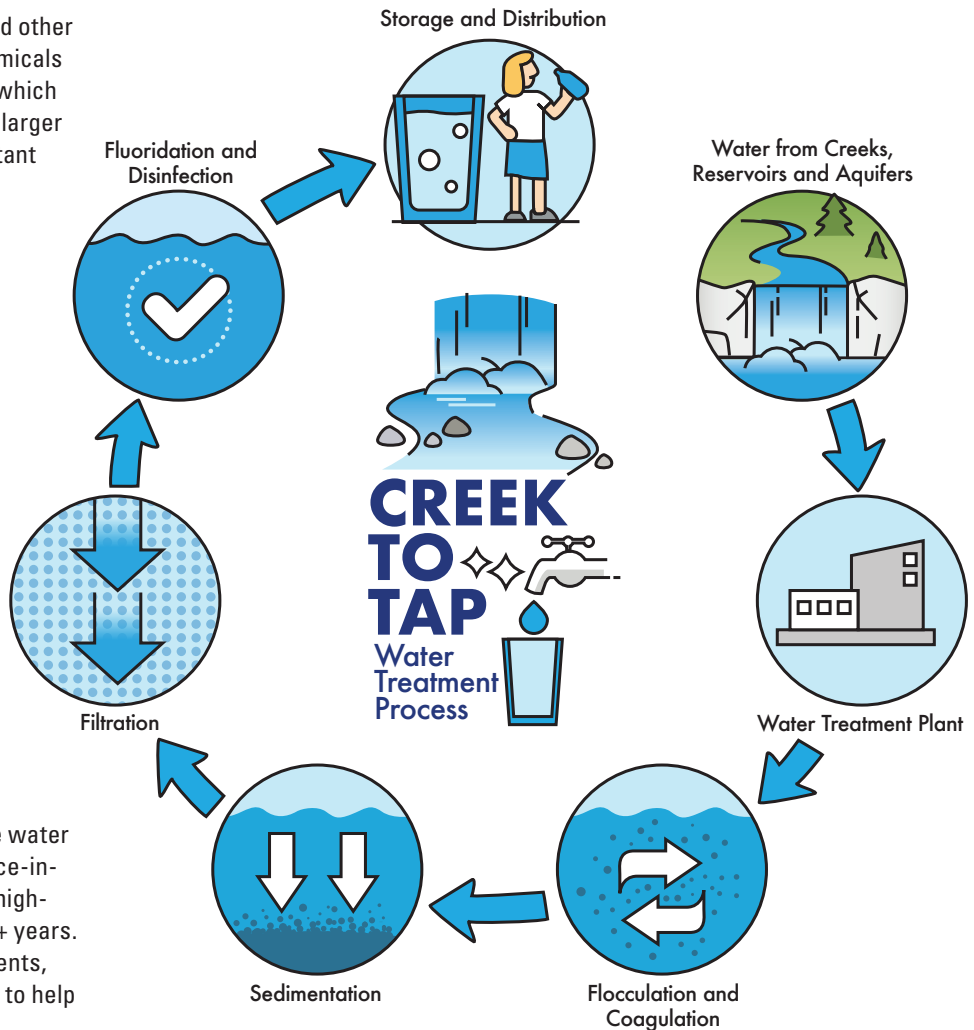 d other
micals
which
larger
tant
Storage and Distribution
Fluoridation and
Disinfection
Water from Creeks,
Reservoirs and Aquifers
CREEK
TO
TAP
Water
Treatment
Process
Filtration
Water Treatment Plant
e water
ce-in-
high-
+ years.
ents,
to help
Sedimentation
Flocculation and
Coagulation